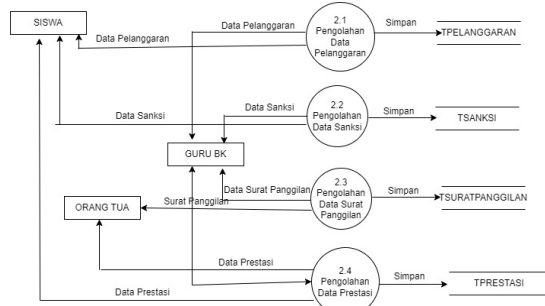 SISWA
Data Pelanggaran
Data Pelanggaran
2.1
Pengolahan
Data
Pelanggaran
Simpan
TPELANGGARAN
Data Sanksi
Data Sanksi
2.2
Pengolahan
Data Sanksi
Simpan
TSANKSI
GURU BK
ORANG TUA
Data Surat Panggilan
Surat Panggilan
2.3
Pengolahan
Data Surat
Panggilan
Simpan
TSURATPANGGILAN
Data Prestasi
Data Prestasi
2.4
Pengolahan
Data Prestasi
Simpan
TPRESTASI